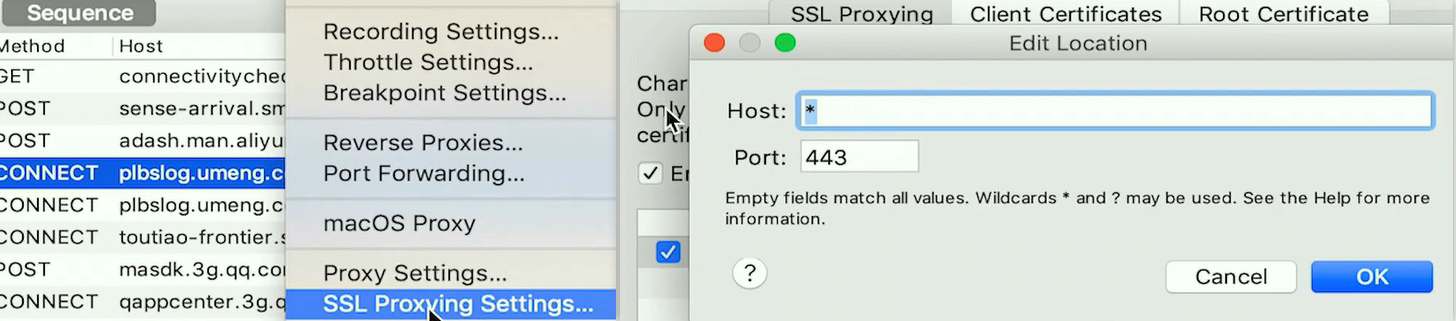 Sequence
Method Host
GET connectivitychec
POST sense-arrival.sm
POST adash.man.aliyu
CONNECT plbslog.umeng.c
CONNECT plbslog.umeng.c
CONNECT toutiao-frontier.s
POST masdk.3g.qq.co
CONNECT qappcenter.3g.q
Recording Settings...
Throttle Settings...
Breakpoint Settings...
Reverse Proxies...
Port Forwarding...
macOS Proxy
Proxy Settings...
SSL Proxying Settings...
SSL Proxying Client Certificates Root Certificate
Char
Only
certif
Edit Location
Host: *
Port: 443
Empty fields match all values. Wildcards * and ? may be used. See the Help for more
information.
? Cancel OK